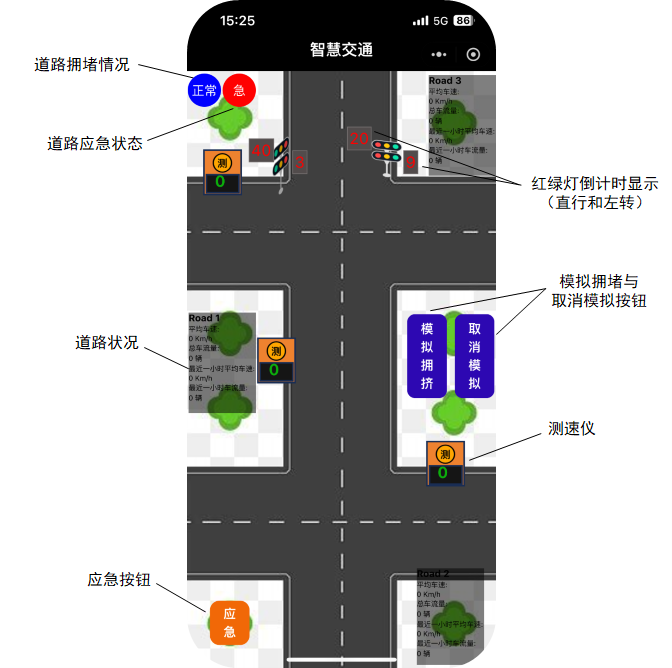 15:25
5G 86
智慧交通
道路拥堵情况
正常
急
道路应急状态
测
0
40
3
20
9
Road 3
平均车速:
0 Km/h
总车流量:
0 辆
最近一小时平均车速:
0 Km/h
最近一小时车流量:
0 辆
红绿灯倒计时显示
（直行和左转）
模拟拥堵与
取消模拟按钮
模拟拥挤
取消模拟
道路状况
Road 1
平均车速:
0 Km/h
总车流量:
0 辆
最近一小时平均车速:
0 Km/h
最近一小时车流量:
0 辆
测
0
测速仪
测
0
应急按钮
应
急
Road 2
平均车速:
0 Km/h
总车流量:
0 辆
最近一小时平均车速:
0 Km/h
最近一小时车流量:
0 辆